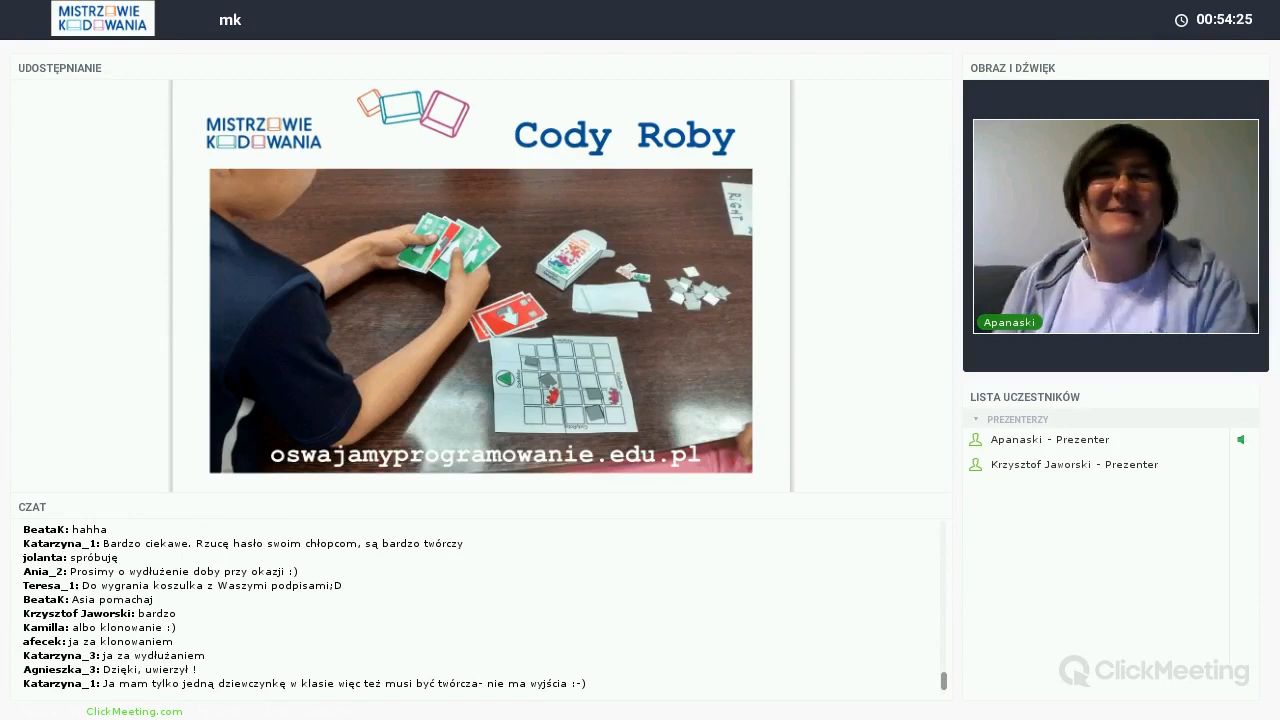 MISTRZOWIE
KODOWANIA
mk
00:54:25
UDOSTĘPNIANIE
MISTRZOWIE
KODOWANIA
Cody Roby
RIGHT
oswajamyprogramowanie.edu.pl
OBRAZ I DŹWIĘK
Apanaski
LISTA UCZESTNIKÓW
PREZENTERZY
Apanaski - Prezenter
Krzysztof Jaworski - Prezenter
CZAT
BeataK: hahha
Katarzyna_1: Bardzo ciekawe. Rzucę hasło swoim chłopcom, są bardzo twórczy
jolanta: spróbuję
Ania_2: Prosimy o wydłużenie doby przy okazji :)
Teresa_1: Do wygrania koszulka z Waszymi podpisami;D
BeataK: Asia pomachaj
Krzysztof Jaworski: bardzo
Kamilla: albo klonowanie :)
afecek: ja za klonowaniem
Katarzyna_3: ja za wydłużaniem
Agnieszka_3: Dzięki, uwierzył !
Katarzyna_1: Ja mam tylko jedną dziewczynkę w klasie więc też musi być twórcza- nie ma wyjścia :-)
ClickMeeting
ClickMeeting.com